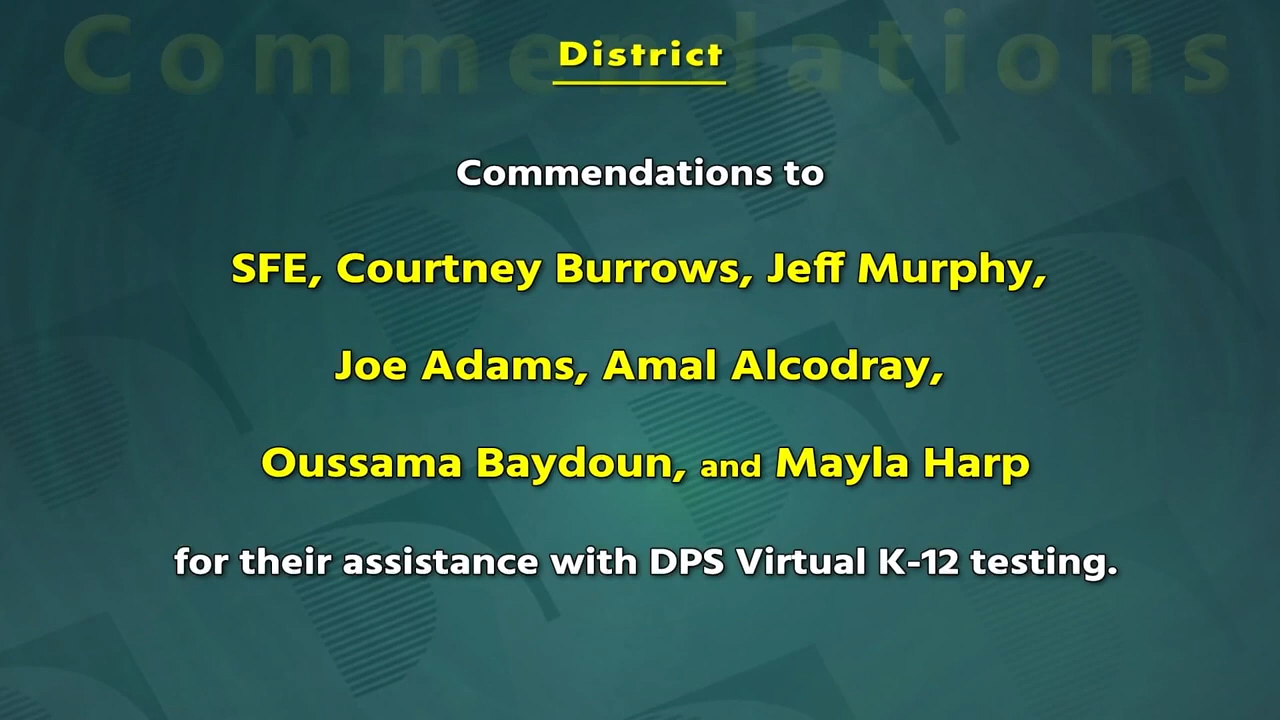 Commendations
District
Commendations to
SFE, Courtney Burrows, Jeff Murphy,
Joe Adams, Amal Alcodray,
Oussama Baydoun, and Mayla Harp
for their assistance with DPS Virtual K-12 testing.